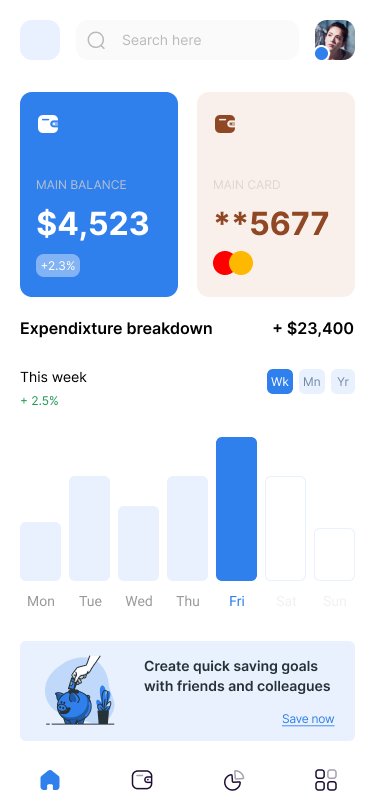 Search here
MAIN BALANCE
$4,523
+2.3%
MAIN CARD
**5677
Expendixture breakdown
+ $23,400
This week
+ 2.5%
Wk
Mn
Yr
Mon
Tue
Wed
Thu
Fri
Sat
Sun
Create quick saving goals
with friends and colleagues
Save now